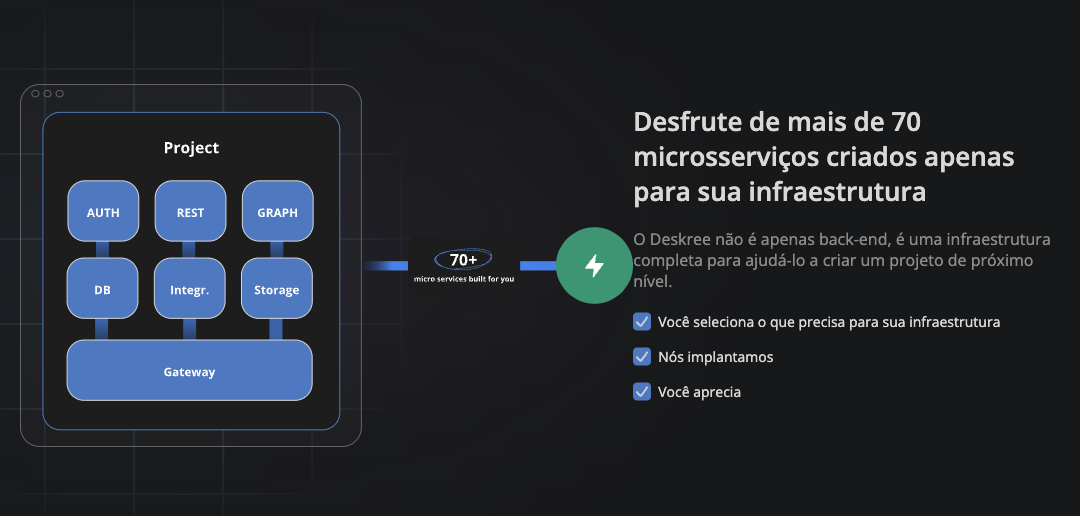 Project
AUTH
REST
GRAPH
DB
Integr.
Storage
Gateway
70+
micro services built for you
Desfrute de mais de 70
microsserviços criados apenas
para sua infraestrutura
O Deskree não é apenas back-end, é uma infraestrutura
completa para ajudá-lo a criar um projeto de próximo
nível.
Você seleciona o que precisa para sua infraestrutura
Nós implantamos
Você aprecia